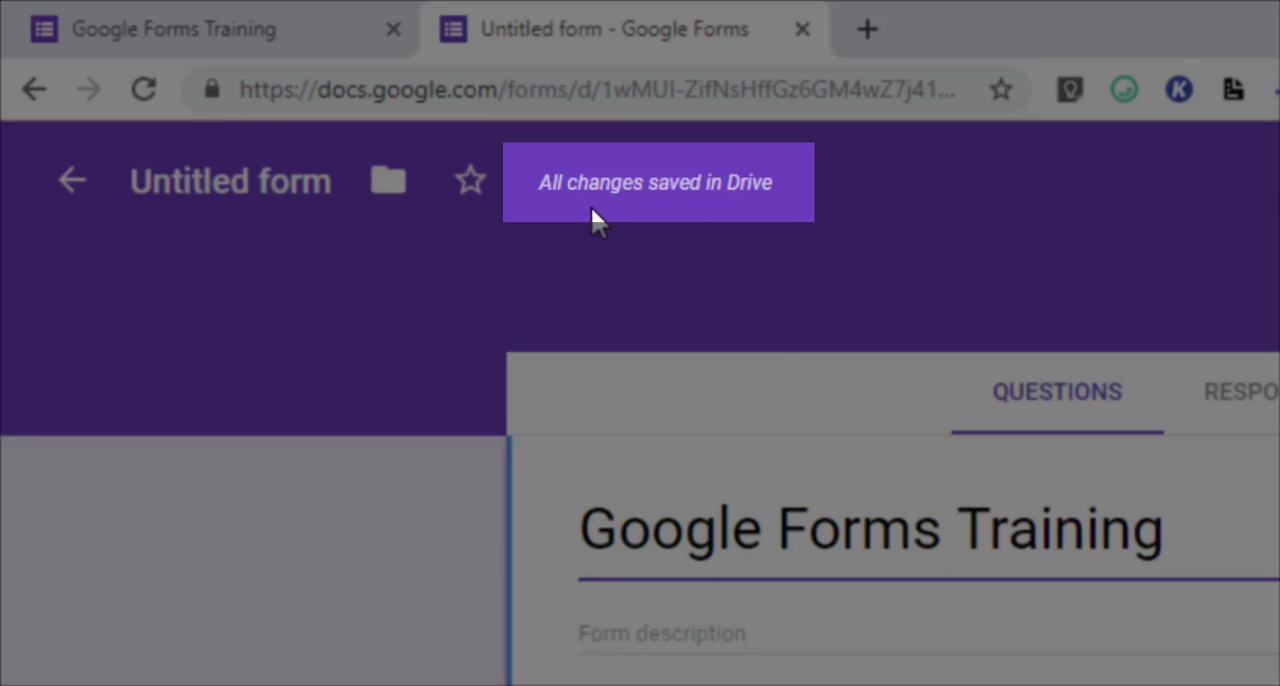 Google Forms Training
Untitled form - Google Forms
https://docs.google.com/forms/d/1wMUI-ZifNsHffGz6GM4wZ7j41...
K
Untitled form
All changes saved in Drive
QUESTIONS
RESPO
Google Forms Training
Form description